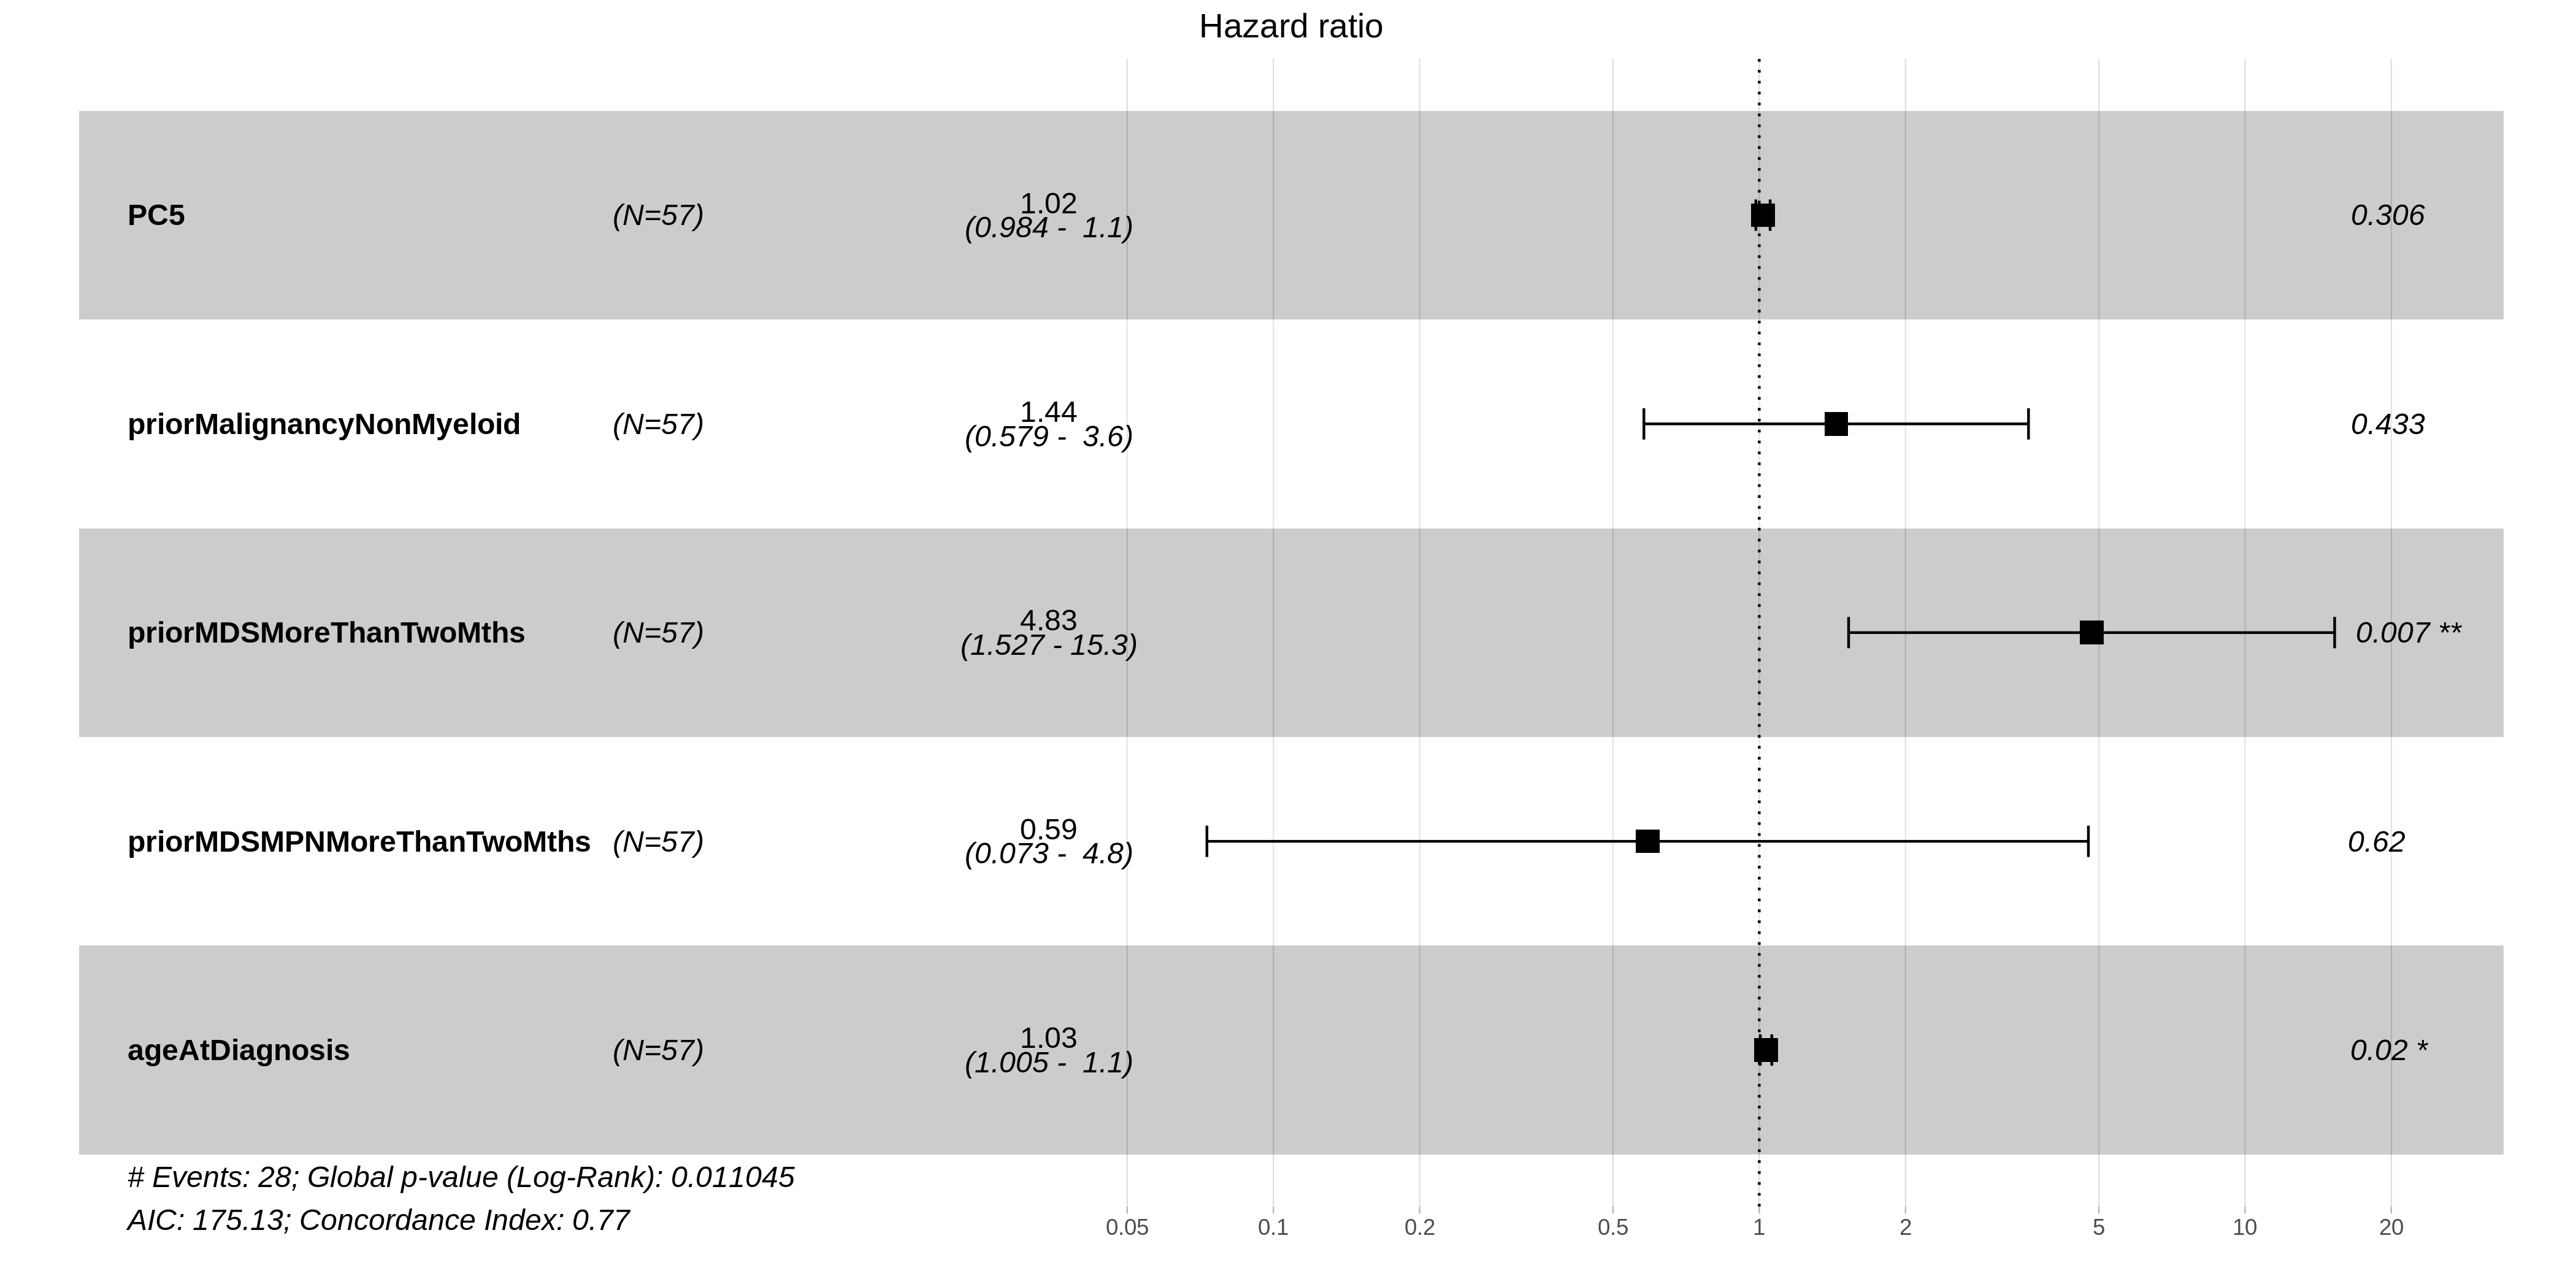 Hazard ratio
PC5 (N=57) 1.02 0.306
(0.984 - 1.1)
priorMalignancyNonMyeloid (N=57) 1.44 0.433
(0.579 - 3.6)
priorMDSMoreThanTwoMths (N=57) 4.83 0.007 **
(1.527 - 15.3)
priorMDSMPNMoreThanTwoMths (N=57) 0.59 0.62
(0.073 - 4.8)
ageAtDiagnosis (N=57) 1.03 0.02 *
(1.005 - 1.1)
# Events: 28; Global p-value (Log-Rank): 0.011045
AIC: 175.13; Concordance Index: 0.77
0.05 0.1 0.2 0.5 1 2 5 10 20